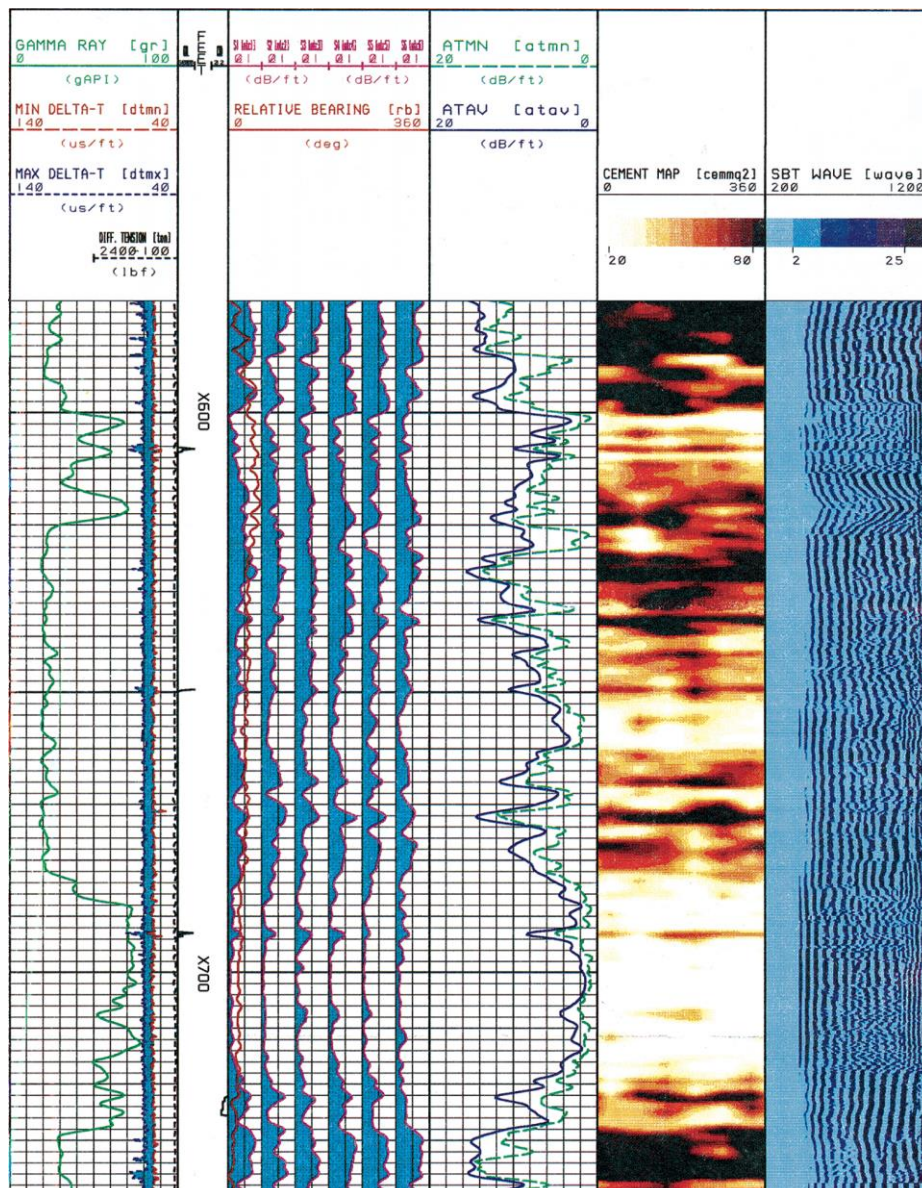 GAMMA RAY [gr]
0 100
(gAPI)
MIN DELTA-T [dtmn]
140 40
(us/ft)
MAX DELTA-T [dtmx]
140 40
(us/ft)
DIFF. TENSION [ten]
2400-100
(lbf)
FEET
(dB/ft) (dB/ft)
RELATIVE BEARING [rb]
0 360
(deg)
ATMN [atmn]
20 0
(dB/ft)
ATAV [atav]
20 0
(dB/ft)
CEMENT MAP [cemmq2]
0 360
20 80
SBT WAVE [wave]
200 1200
2 25
X600
X700